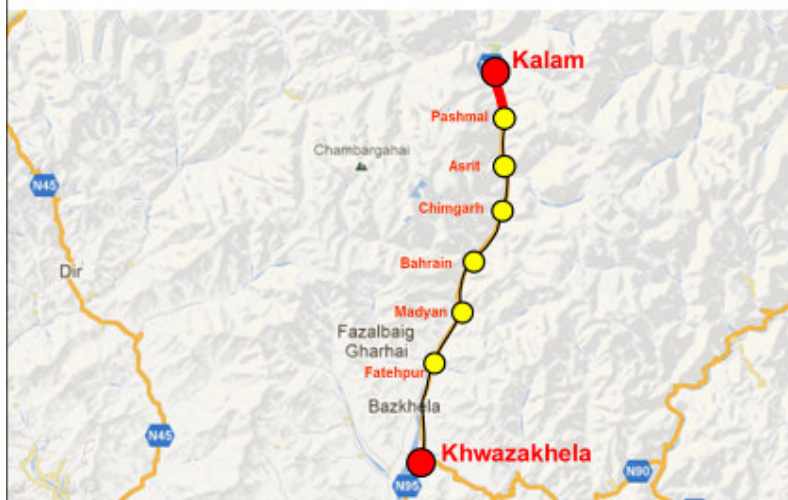 Kalam
Pashmal
Chambargahai
Asrit
N45
Chimgarh
Bahrain
Dir
Madyan
Fazalbaig
Gharhai
Fatehpur
Bazkhela
N45
Khwazakhela
N90
N95